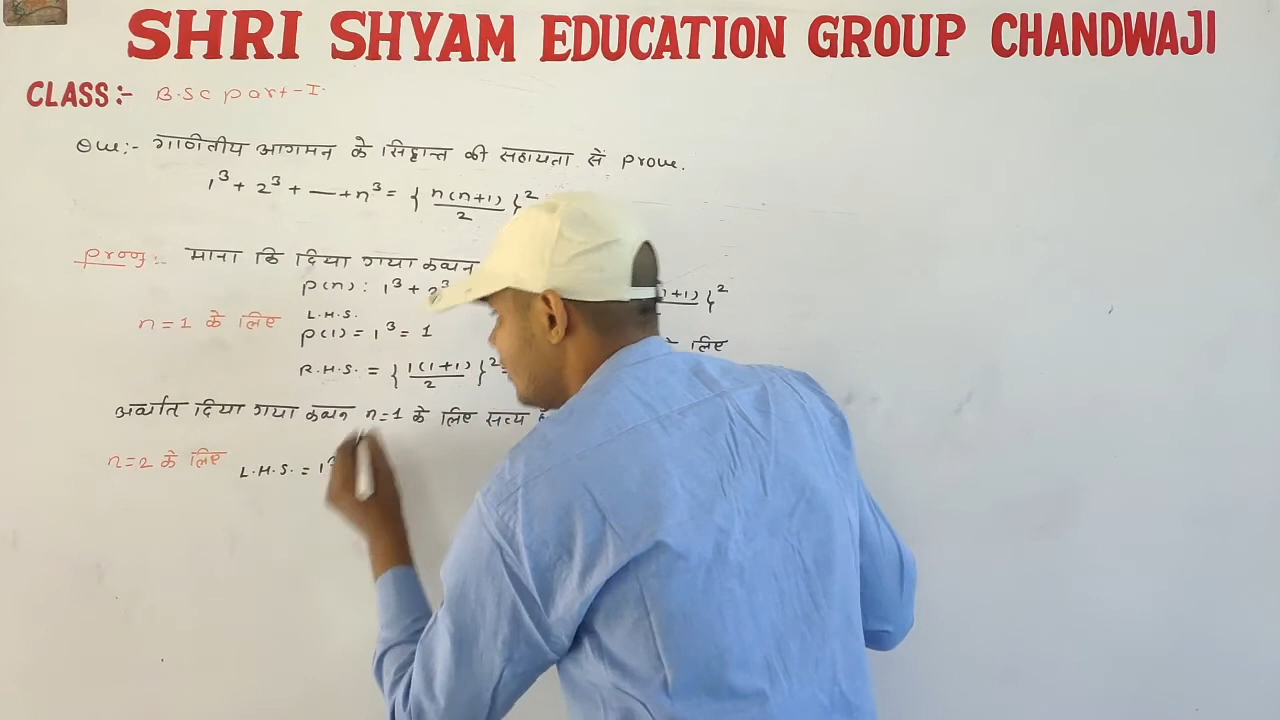 SHRI SHYAM EDUCATION GROUP CHANDWAJI
CLASS:- B.Sc part-I.
Que:- गणितीय आगमन के सिद्धान्त की सहायता से prove.
1³ + 2³ + — + n³ = { n(n+1) / 2 }²
Proof:- माना कि दिया गया कथन
p(n) : 1³ + 2³ +1) }²
n=1 के लिए L.H.S. p(1) = 1³ = 1
के लिए
R.H.S. = { 1(1+1) / 2 }² =
अर्थात दिया गया कथन n=1 के लिए सत्य
n=2 के लिए L.H.S. = 1³